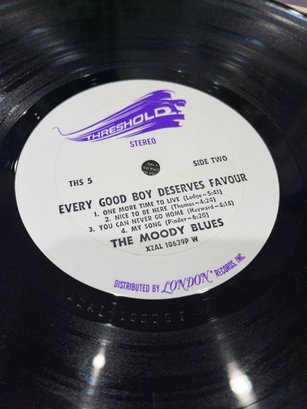 THRESHOLD
STEREO
THS 5
SIDE TWO
EVERY GOOD BOY DESERVES FAVOUR
1. ONE MORE TIME TO LIVE (Lodge—5:41)
2. NICE TO BE HERE (Thomas—4:24)
3. YOU CAN NEVER GO HOME (Hayward—4:14)
4. MY SONG (Pinder—6:20)
THE MOODY BLUES
XZAL 10639P W
DISTRIBUTED BY LONDON RECORDS, INC.